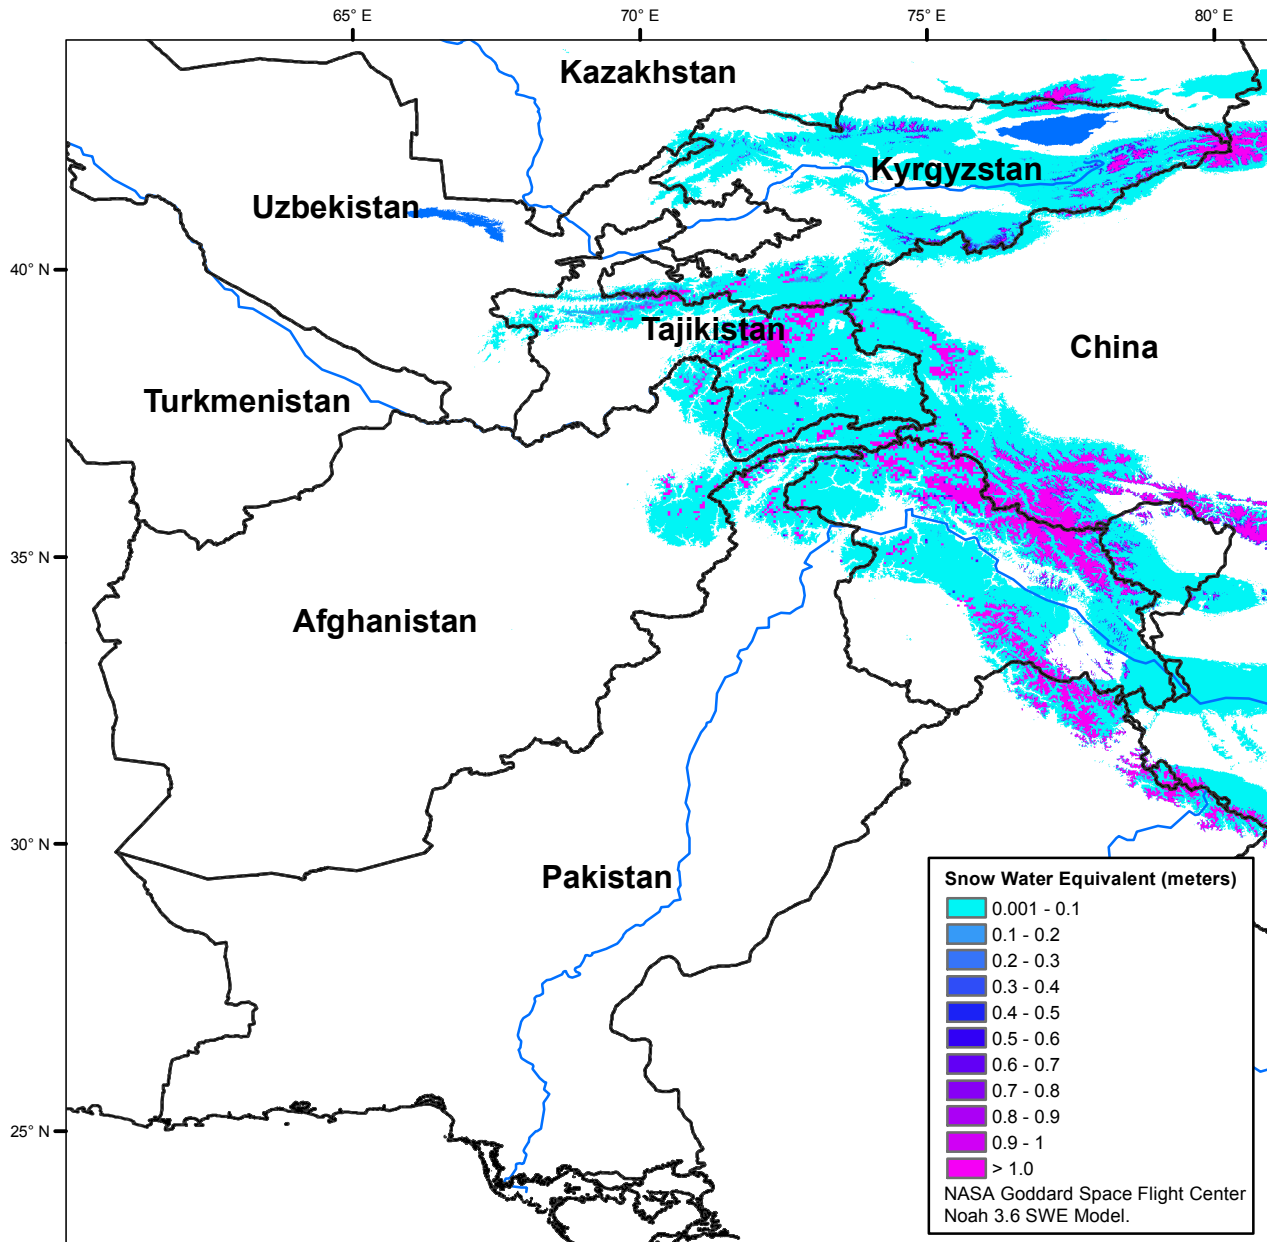 65° E
70° E
75° E
80° E
Kazakhstan
Kyrgyzstan
Uzbekistan
40° N
Tajikistan
China
Turkmenistan
35° N
Afghanistan
30° N
Pakistan
25° N
Snow Water Equivalent (meters)
0.001 - 0.1
0.1 - 0.2
0.2 - 0.3
0.3 - 0.4
0.4 - 0.5
0.5 - 0.6
0.6 - 0.7
0.7 - 0.8
0.8 - 0.9
0.9 - 1
> 1.0
NASA Goddard Space Flight Center
Noah 3.6 SWE Model.